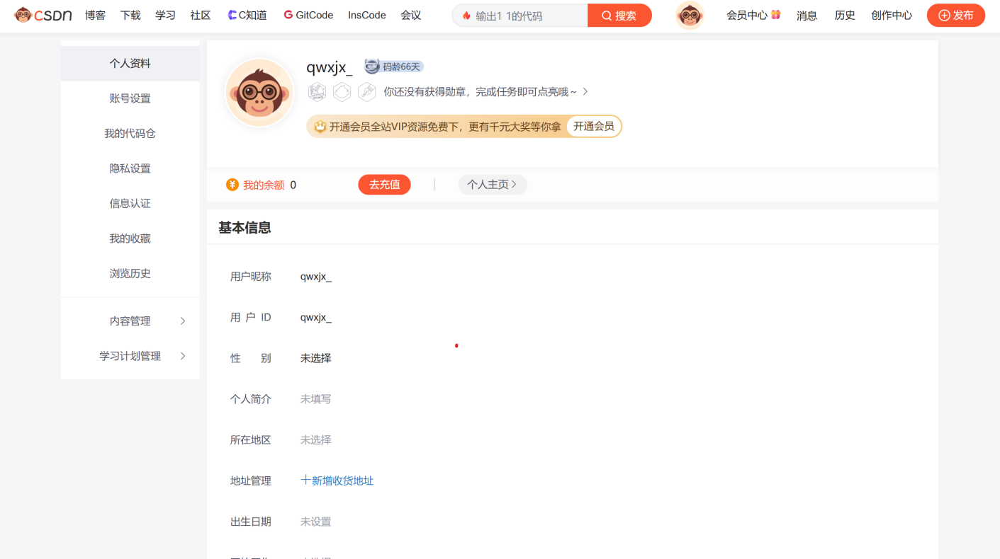 CSDN 博客 下载 学习 社区 C知道 GitCode InsCode 会议 输出1 1的代码 搜索 会员中心 消息 历史 创作中心 发布
个人资料
账号设置
我的代码仓
隐私设置
信息认证
我的收藏
浏览历史
内容管理
学习计划管理
qwxjx_ 码龄66天
你还没有获得勋章，完成任务即可点亮哦~
开通会员全站VIP资源免费下，更有千元大奖等你拿 开通会员
我的余额 0 去充值 个人主页
基本信息
用户昵称 qwxjx_
用 户 ID qwxjx_
性 别 未选择
个人简介 未填写
所在地区 未选择
地址管理 新增收货地址
出生日期 未设置